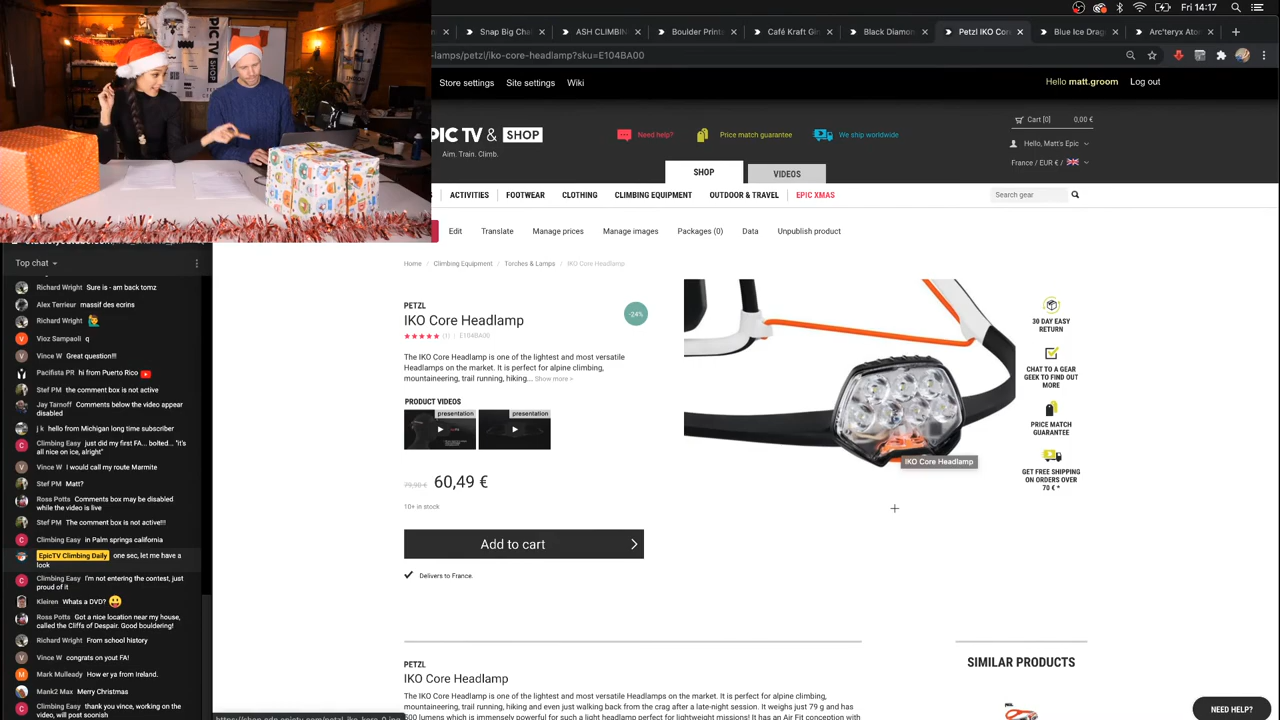 Snap Big Cha
ASH CLIMBIN
Boulder Print
Café Kraft G
Black Diamon
Petzl IKO Core
Blue Ice Drag
Arc'teryx Atos
-lamps/petzl/iko-core-headlamp?sku=E104BA00
Store settings Site settings Wiki
Hello matt.groom Log out
PIC TV & SHOP
Aim. Train. Climb.
Need help?
Price match guarantee
We ship worldwide
Cart [0] 0,00 €
Hello, Matt's Epic
France / EUR € /
SHOP
VIDEOS
ACTIVITIES FOOTWEAR CLOTHING CLIMBING EQUIPMENT OUTDOOR & TRAVEL EPIC XMAS
Search gear
Edit Translate Manage prices Manage images Packages (0) Data Unpublish product
Home / Climbing Equipment / Torches & Lamps / IKO Core Headlamp
PETZL
IKO Core Headlamp
(1) E104BA00
-24%
The IKO Core Headlamp is one of the lightest and most versatile
Headlamps on the market. It is perfect for alpine climbing,
mountaineering, trail running, hiking... Show more >
PRODUCT VIDEOS
presentation
presentation
79,90 € 60,49 €
10+ in stock
Add to cart
Delivers to France.
IKO Core Headlamp
30 DAY EASY
RETURN
CHAT TO A GEAR
GEEK TO FIND OUT
MORE
PRICE MATCH
GUARANTEE
GET FREE SHIPPING
ON ORDERS OVER
70 € *
PETZL
IKO Core Headlamp
The IKO Core Headlamp is one of the lightest and most versatile Headlamps on the market. It is perfect for alpine climbing,
mountaineering, trail running, hiking and even just walking back from the crag after a late-night session. It weighs just 79 g and has
500 lumens which is immensely powerful for such a light headlamp perfect for lightweight missions! It has an Air Fit conception with
SIMILAR PRODUCTS
NEED HELP?
Top chat
Richard Wright Sure is - am back tomz
Alex Terrieur massif des ecrins
Richard Wright
Vioz Sampaoli q
Vince W Great question!!!
Pacifista PR hi from Puerto Rico
Stef PM the comment box is not active
Jay Tarnoff Comments below the video appear
disabled
j k hello from Michigan long time subscriber
Climbing Easy just did my first FA... bolted... "it's
all nice on ice, alright"
Vince W I would call my route Marmite
Stef PM Matt?
Ross Potts Comments box may be disabled
while the video is live
Stef PM The comment box is not active!!!
Climbing Easy in Palm springs california
EpicTV Climbing Daily one sec, let me have a
look
Climbing Easy I'm not entering the contest, just
proud of it
Kleiren Whats a DVD?
Ross Potts Got a nice location near my house,
called the Cliffs of Despair. Good bouldering!
Richard Wright From school history
Vince W congrats on yout FA!
Mark Mulleady How er ya from Ireland.
Mank2 Max Merry Christmas
Climbing Easy thank you vince, working on the
video, will post soonish